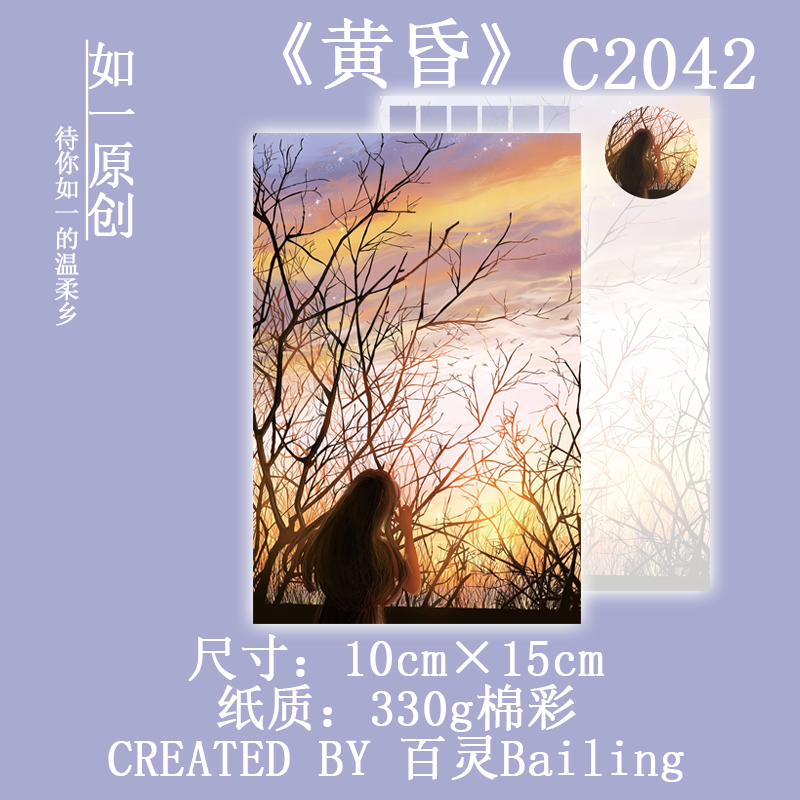 《黄昏》 C2042
如一原创
待你如一的温柔乡
尺寸：10cm×15cm
纸质：330g棉彩
CREATED BY 百灵Bailing